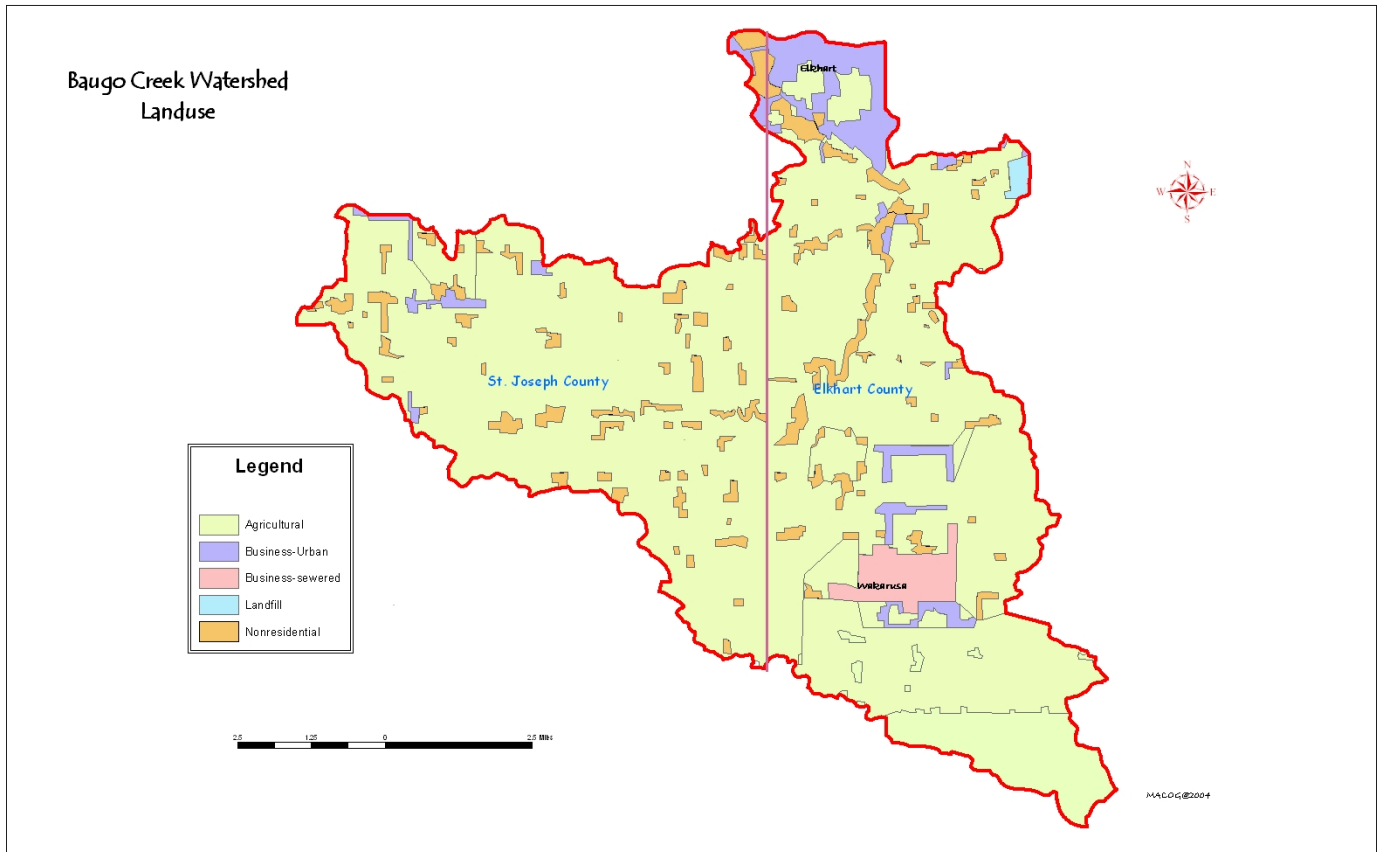 Baugo Creek Watershed
Landuse
Elkhart
N
W E
S
St. Joseph County
Elkhart County
Legend
Agricultural
Business-Urban
Business-sewered
Landfill
Nonresidential
Wakarusa
2.5 1.25 0 2.5 Miles
MACOG@2004